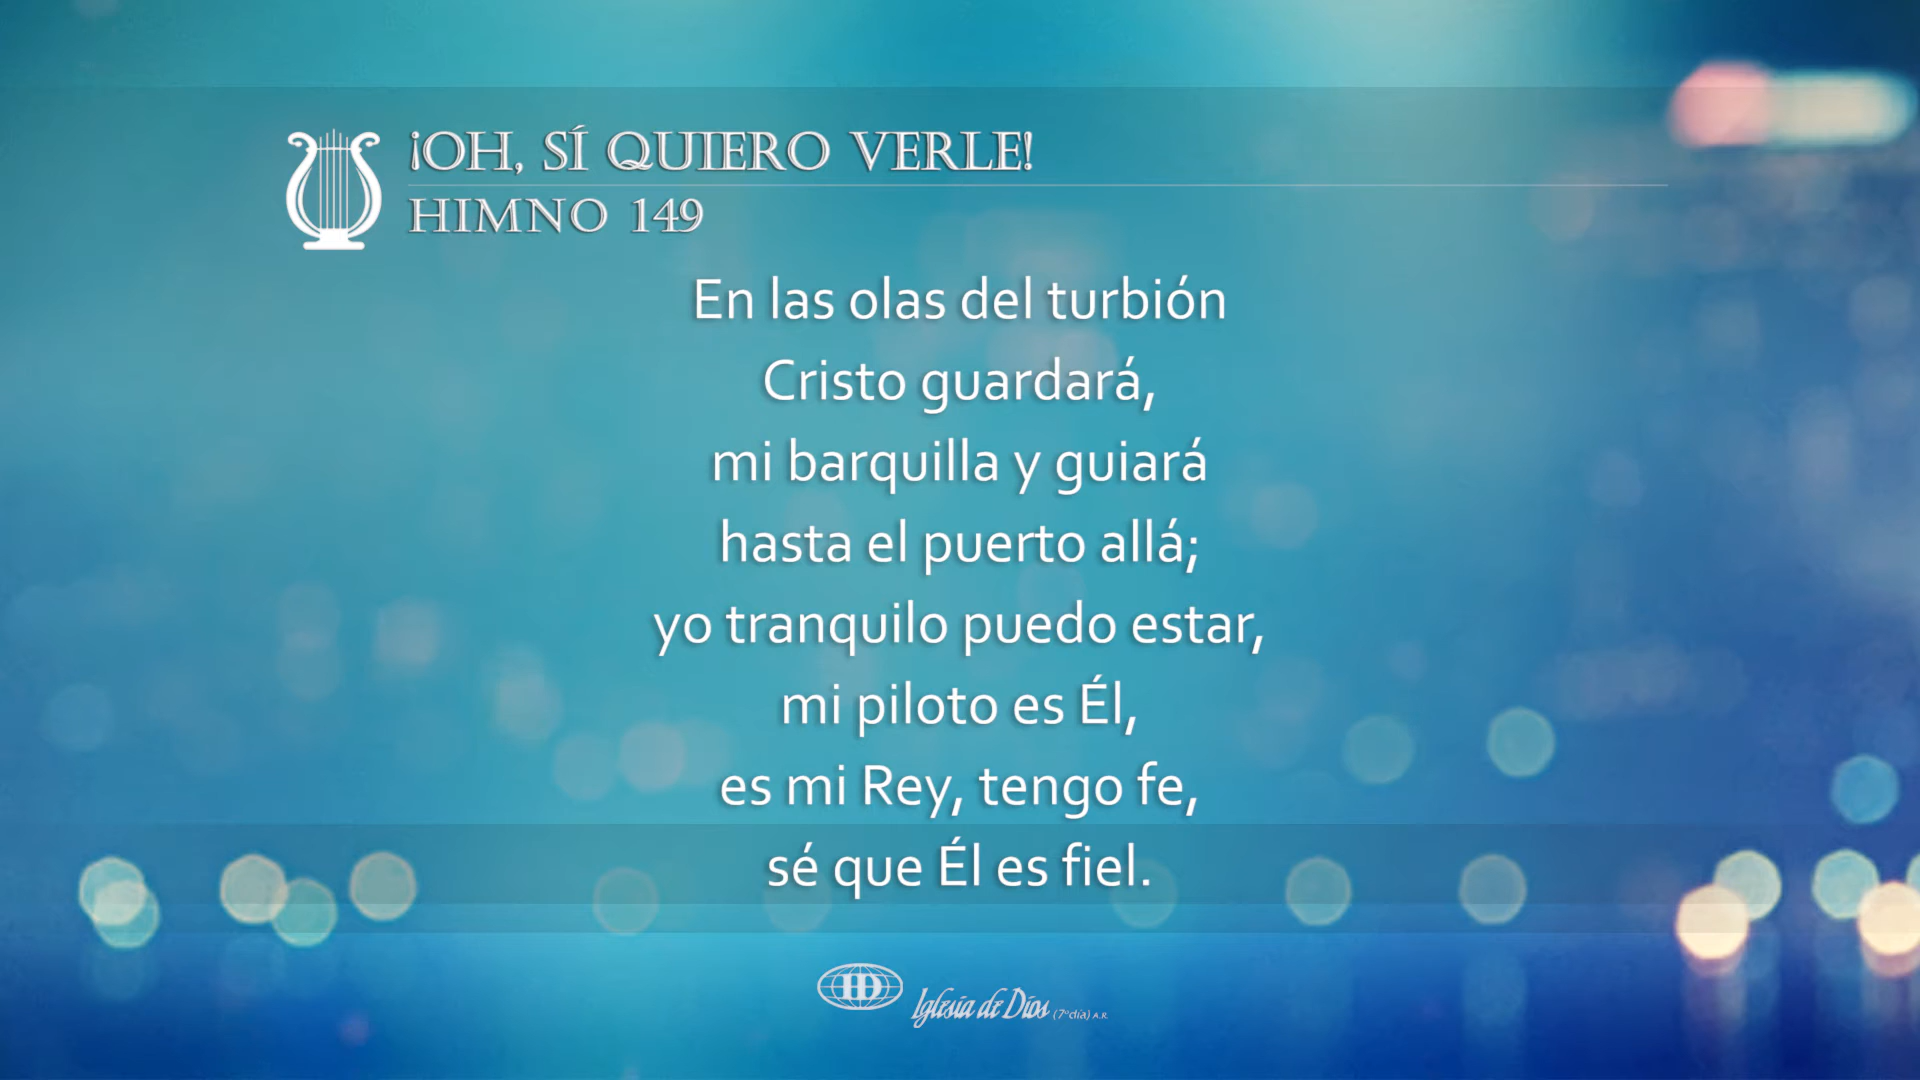 ¡OH, SÍ QUIERO VERLE!
HIMNO 149
En las olas del turbión
Cristo guardará,
mi barquilla y guiará
hasta el puerto allá;
yo tranquilo puedo estar,
mi piloto es Él,
es mi Rey, tengo fe,
sé que Él es fiel.
ID Iglesia de Dios (7º día) A.R.